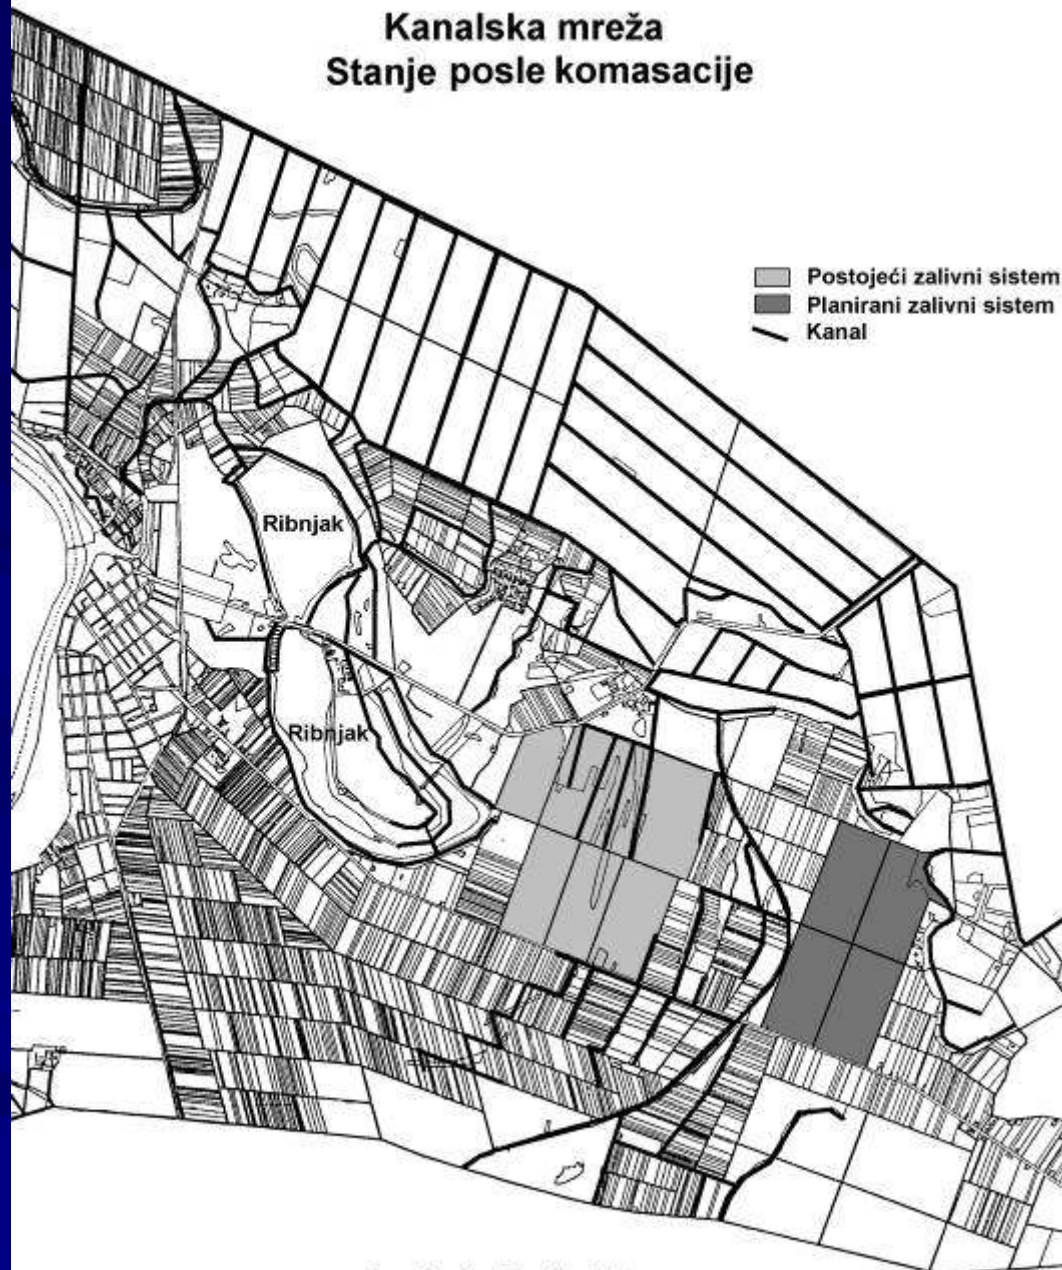 Kanalska mreža
Stanje posle komasacije
Postojeći zalivni sistem
Planirani zalivni sistem
Kanal
Ribnjak
Ribnjak